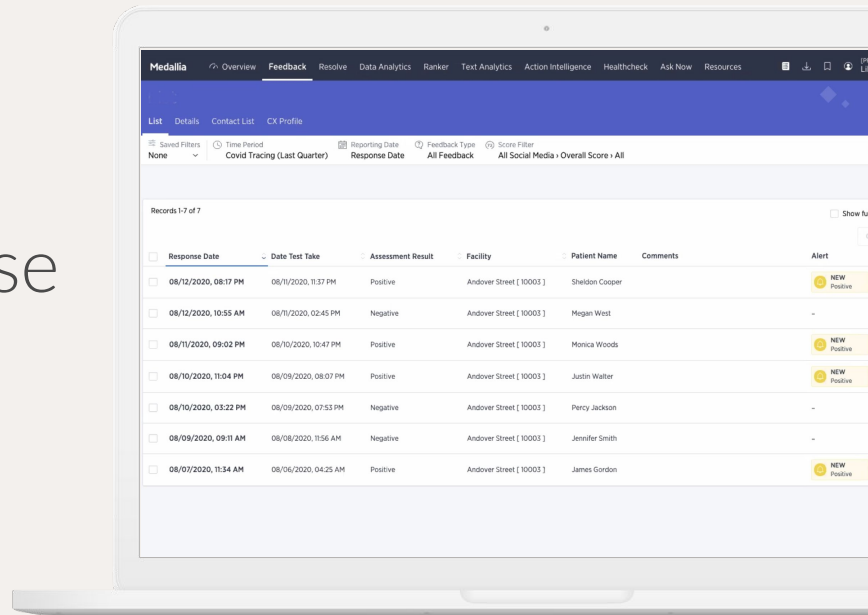 se
Medallia Overview Feedback Resolve Data Analytics Ranker Text Analytics Action Intelligence Healthcheck Ask Now Resources
List Details Contact List CX Profile
Saved Filters Time Period Reporting Date Feedback Type Score Filter
None Covid Tracing (Last Quarter) Response Date All Feedback All Social Media › Overall Score › All
Records 1-7 of 7 Show fu
Response Date Date Test Take Assessment Result Facility Patient Name Comments Alert
08/12/2020, 08:17 PM 08/11/2020, 11:37 PM Positive Andover Street [ 10003 ] Sheldon Cooper NEW
Positive
08/12/2020, 10:55 AM 08/11/2020, 02:45 PM Negative Andover Street [ 10003 ] Megan West -
08/11/2020, 09:02 PM 08/10/2020, 10:47 PM Positive Andover Street [ 10003 ] Monica Woods NEW
Positive
08/10/2020, 11:04 PM 08/09/2020, 08:07 PM Positive Andover Street [ 10003 ] Justin Walter NEW
Positive
08/10/2020, 03:22 PM 08/09/2020, 07:53 PM Negative Andover Street [ 10003 ] Percy Jackson -
08/09/2020, 09:11 AM 08/08/2020, 11:56 AM Negative Andover Street [ 10003 ] Jennifer Smith -
08/07/2020, 11:34 AM 08/06/2020, 04:25 AM Positive Andover Street [ 10003 ] James Gordon NEW
Positive